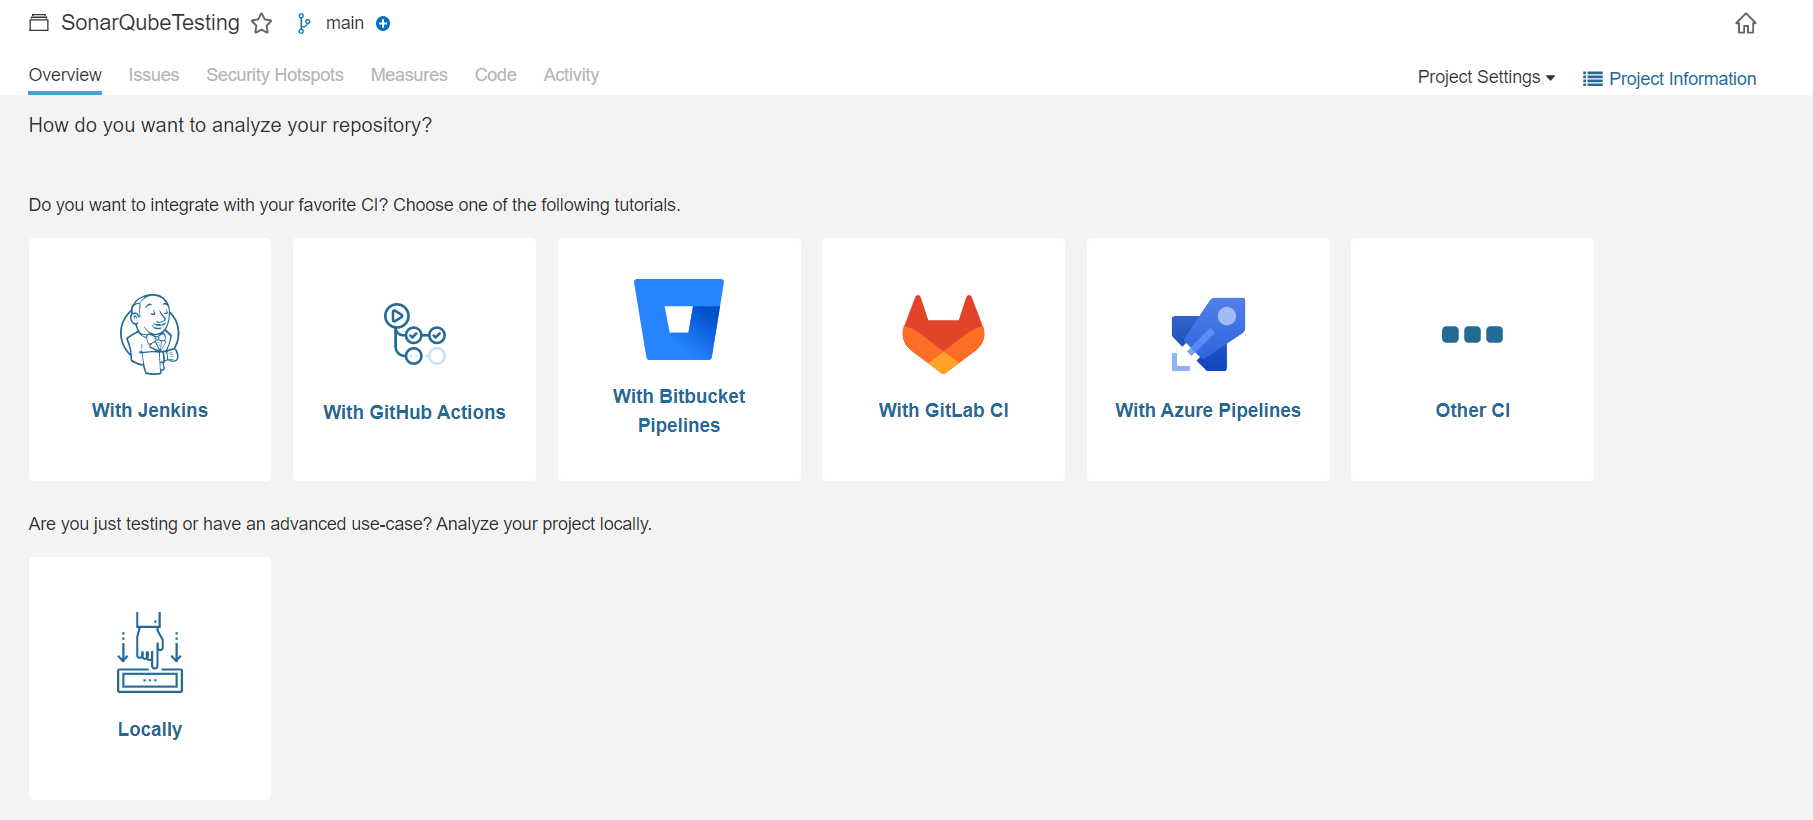 SonarQubeTesting main
Overview Issues Security Hotspots Measures Code Activity Project Settings Project Information
How do you want to analyze your repository?
Do you want to integrate with your favorite CI? Choose one of the following tutorials.
With Jenkins
With GitHub Actions
With Bitbucket
Pipelines
With GitLab CI
With Azure Pipelines
Other CI
Are you just testing or have an advanced use-case? Analyze your project locally.
Locally